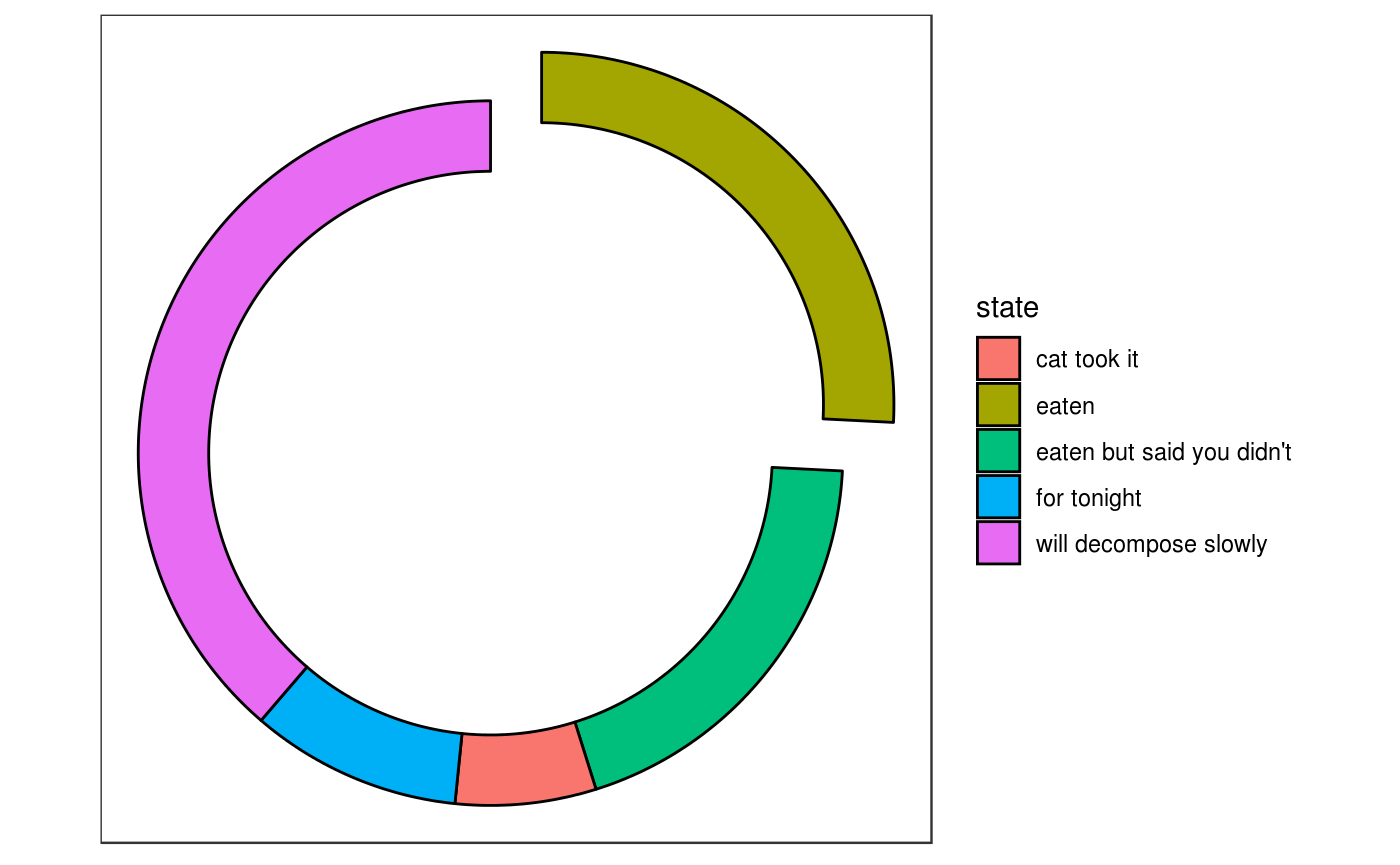 state
cat took it
eaten
eaten but said you didn't
for tonight
will decompose slowly